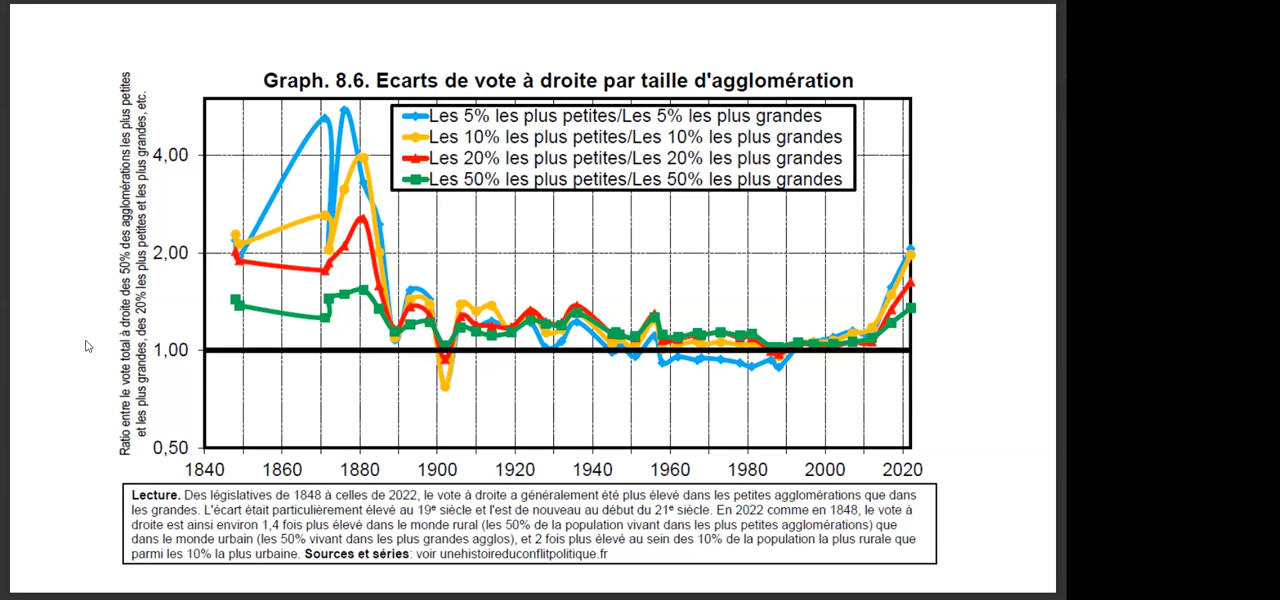 Graph. 8.6. Ecarts de vote à droite par taille d'agglomération
Ratio entre le vote total à droite des 50% des agglomérations les plus petites
et les plus grandes, des 20% les plus petites et les plus grandes, etc.
Les 5% les plus petites/Les 5% les plus grandes
Les 10% les plus petites/Les 10% les plus grandes
Les 20% les plus petites/Les 20% les plus grandes
Les 50% les plus petites/Les 50% les plus grandes
4,00
2,00
1,00
0,50
1840 1860 1880 1900 1920 1940 1960 1980 2000 2020
Lecture. Des législatives de 1848 à celles de 2022, le vote à droite a généralement été plus élevé dans les petites agglomérations que dans
les grandes. L'écart était particulièrement élevé au 19e siècle et l'est de nouveau au début du 21e siècle. En 2022 comme en 1848, le vote à
droite est ainsi environ 1,4 fois plus élevé dans le monde rural (les 50% de la population vivant dans les plus petites agglomérations) que
dans le monde urbain (les 50% vivant dans les plus grandes agglos), et 2 fois plus élevé au sein des 10% de la population la plus rurale que
parmi les 10% la plus urbaine. Sources et séries: voir unehistoireduconflitpolitique.fr